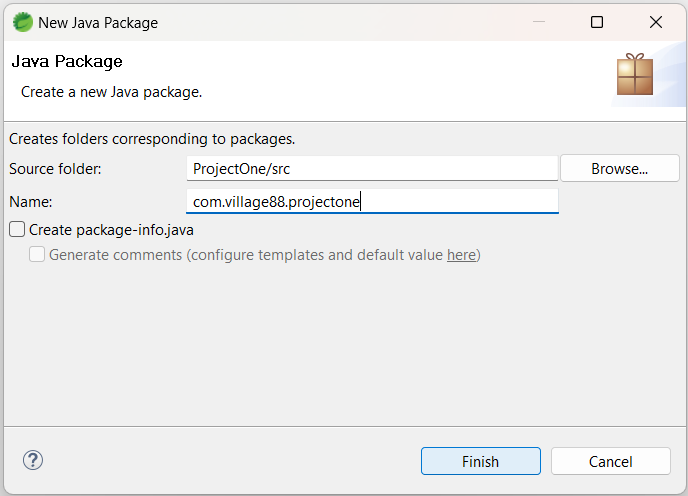 New Java Package
Java Package
Create a new Java package.
Creates folders corresponding to packages.
Source folder: ProjectOne/src Browse...
Name: com.village88.projectone
Create package-info.java
Generate comments (configure templates and default value here)
? Finish Cancel